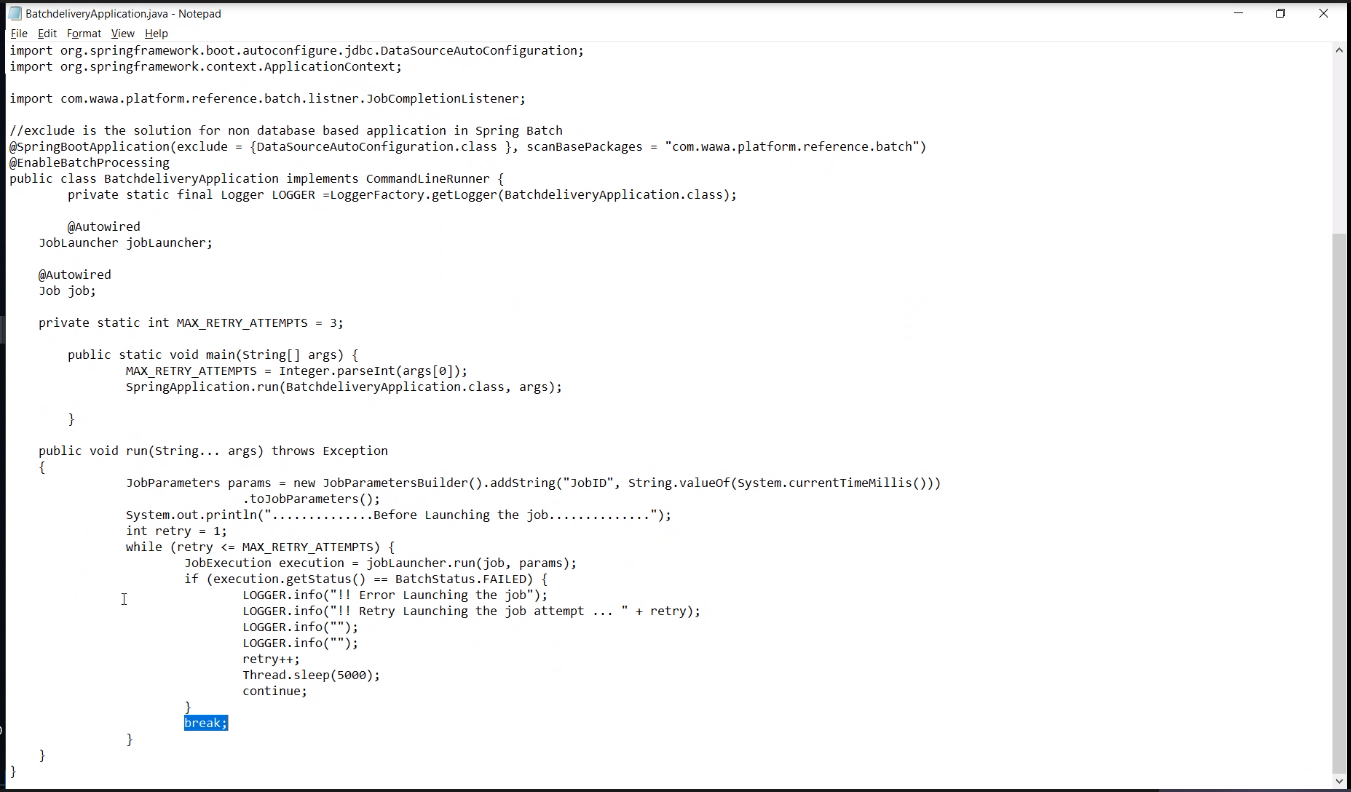 BatchdeliveryApplication.java - Notepad
File Edit Format View Help
import org.springframework.boot.autoconfigure.jdbc.DataSourceAutoConfiguration;
import org.springframework.context.ApplicationContext;
import com.wawa.platform.reference.batch.listner.JobCompletionListener;
//exclude is the solution for non database based application in Spring Batch
@SpringBootApplication(exclude = {DataSourceAutoConfiguration.class }, scanBasePackages = "com.wawa.platform.reference.batch")
@EnableBatchProcessing
public class BatchdeliveryApplication implements CommandLineRunner {
private static final Logger LOGGER =LoggerFactory.getLogger(BatchdeliveryApplication.class);
@Autowired
JobLauncher jobLauncher;
@Autowired
Job job;
private static int MAX_RETRY_ATTEMPTS = 3;
public static void main(String[] args) {
MAX_RETRY_ATTEMPTS = Integer.parseInt(args[0]);
SpringApplication.run(BatchdeliveryApplication.class, args);
}
public void run(String... args) throws Exception
{
JobParameters params = new JobParametersBuilder().addString("JobID", String.valueOf(System.currentTimeMillis()))
.toJobParameters();
System.out.println("..............Before Launching the job..............");
int retry = 1;
while (retry <= MAX_RETRY_ATTEMPTS) {
JobExecution execution = jobLauncher.run(job, params);
if (execution.getStatus() == BatchStatus.FAILED) {
LOGGER.info("!! Error Launching the job");
LOGGER.info("!! Retry Launching the job attempt ... " + retry);
LOGGER.info("");
LOGGER.info("");
retry++;
Thread.sleep(5000);
continue;
}
break;
}
}
}